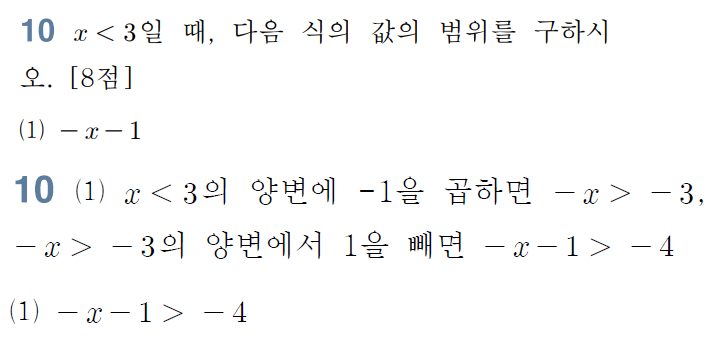 10 x < 3일 때, 다음 식의 값의 범위를 구하시
오. [8점]
(1) -x-1
10 (1) x < 3의 양변에 -1을 곱하면 -x > -3,
-x > -3의 양변에서 1을 빼면 -x-1 > -4
(1) -x-1 > -4